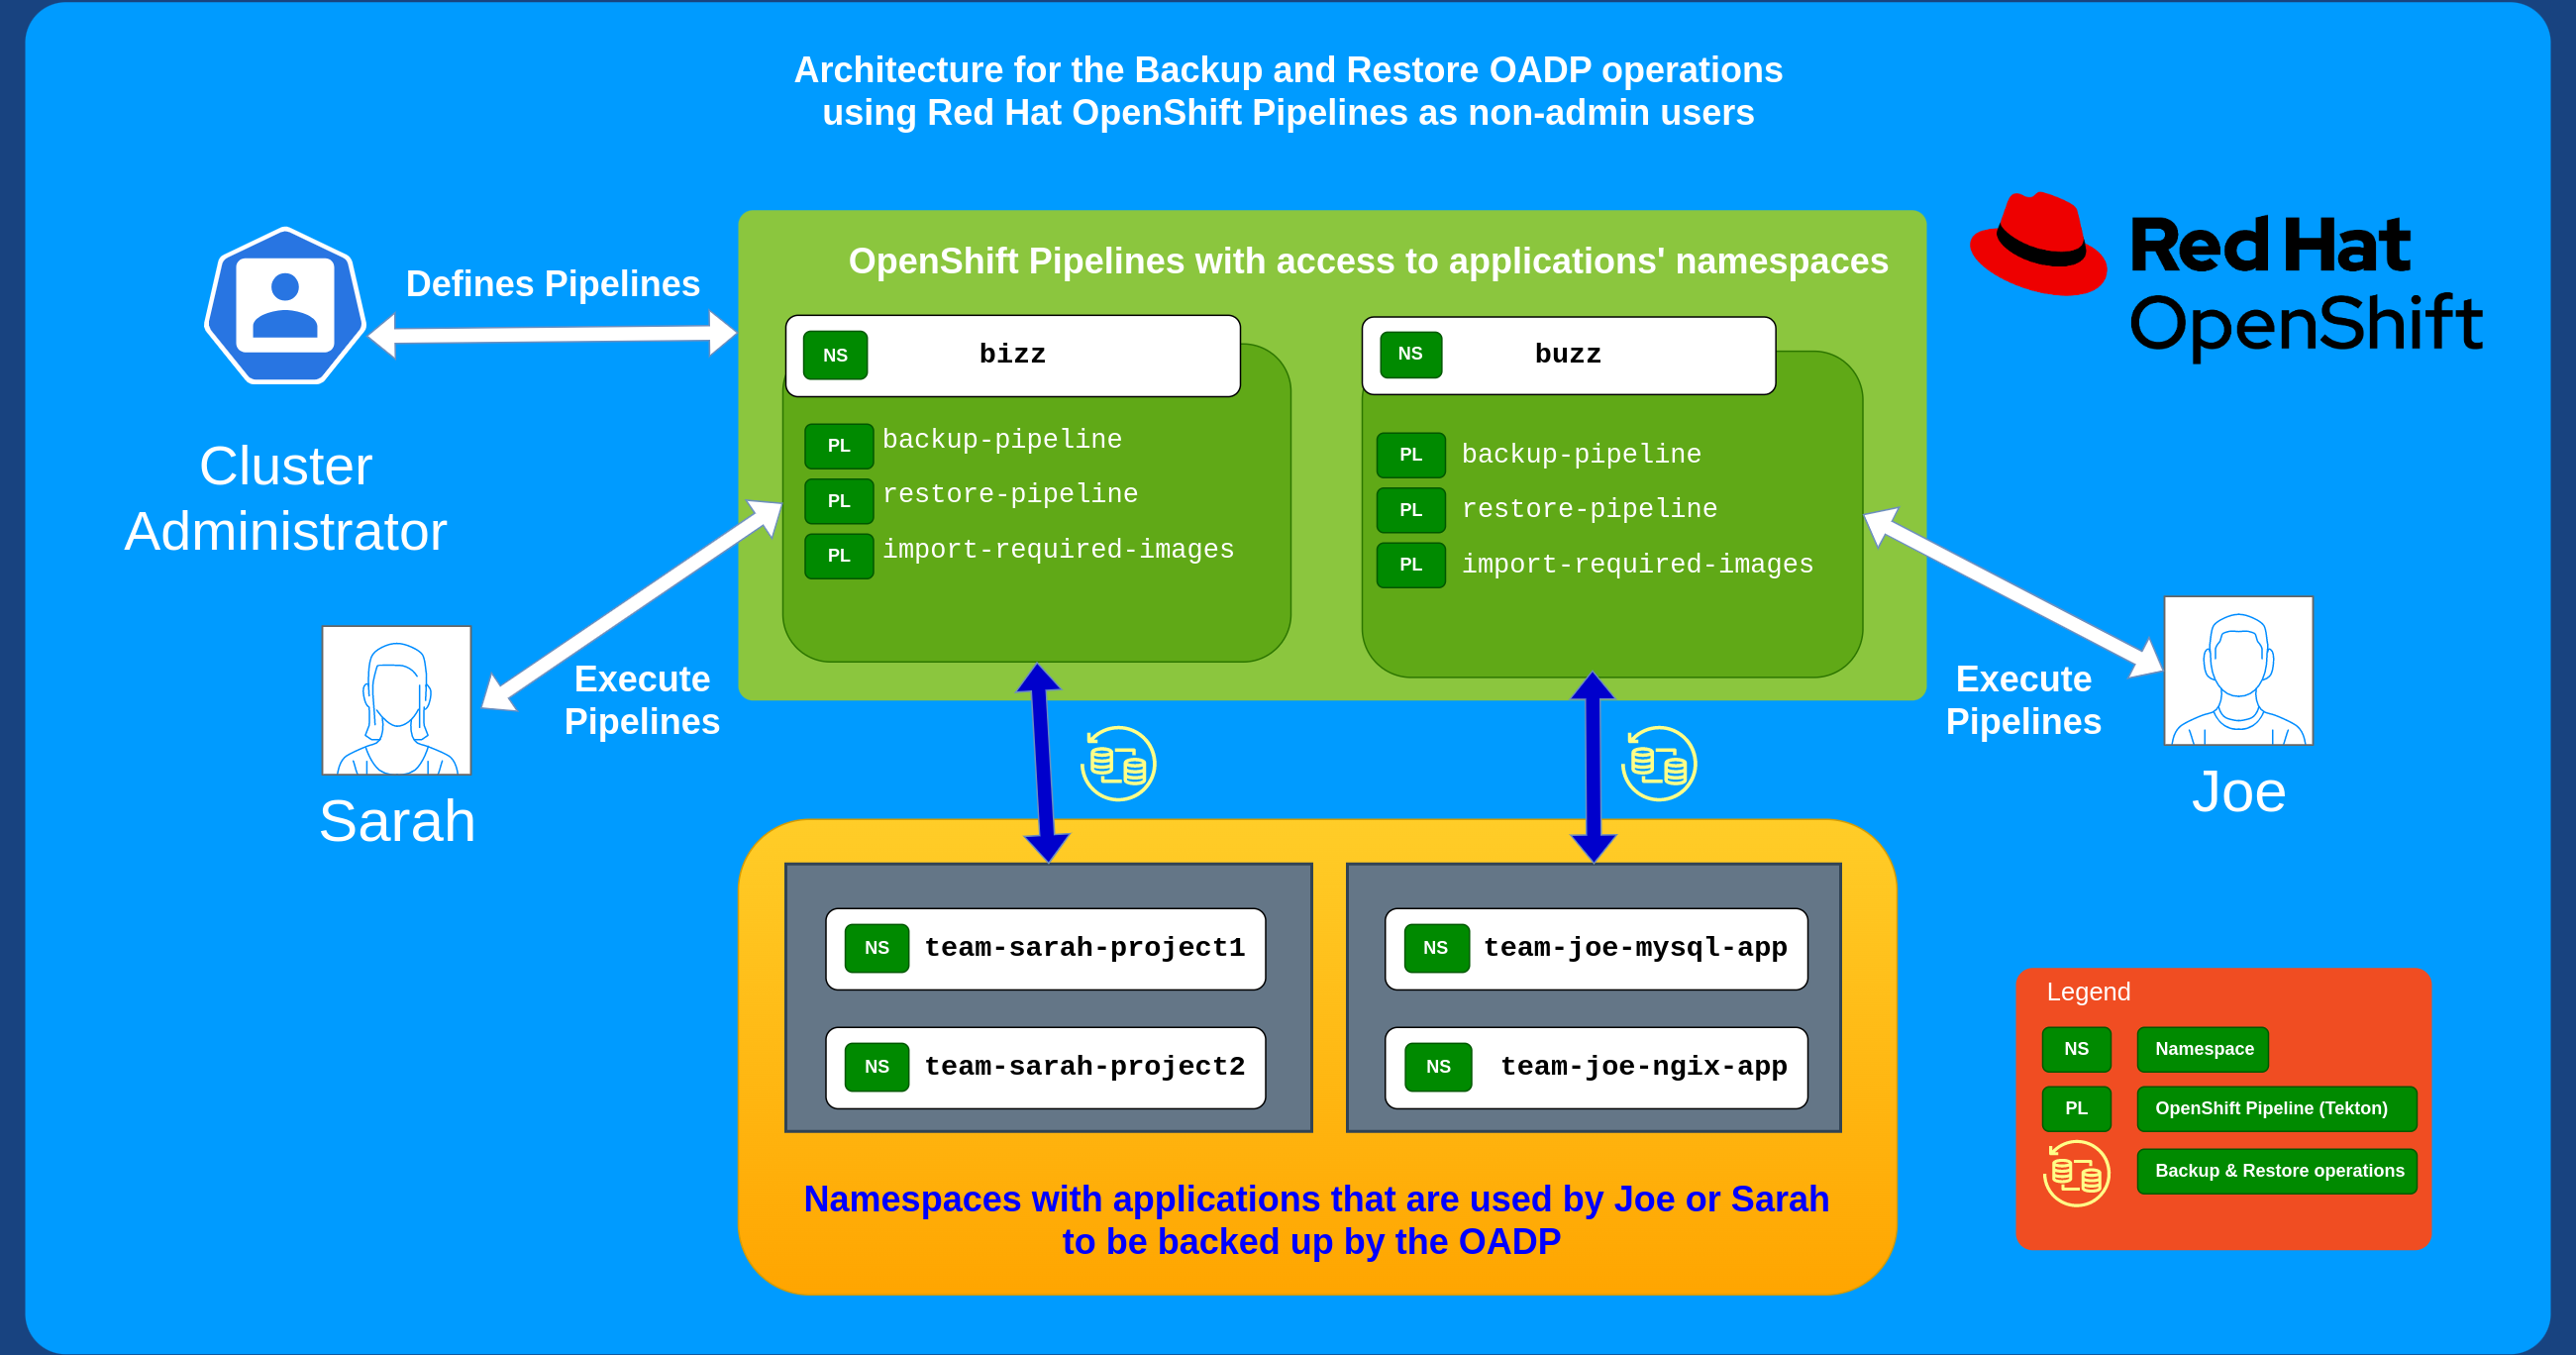 Architecture for the Backup and Restore OADP operations
using Red Hat OpenShift Pipelines as non-admin users
Defines Pipelines
Cluster
Administrator
OpenShift Pipelines with access to applications' namespaces
NS bizz
PL backup-pipeline
PL restore-pipeline
PL import-required-images
NS buzz
PL backup-pipeline
PL restore-pipeline
PL import-required-images
Red Hat
OpenShift
Execute
Pipelines
Sarah
Execute
Pipelines
Joe
NS team-sarah-project1
NS team-sarah-project2
NS team-joe-mysql-app
NS team-joe-ngix-app
Namespaces with applications that are used by Joe or Sarah
to be backed up by the OADP
Legend
NS Namespace
PL OpenShift Pipeline (Tekton)
Backup & Restore operations